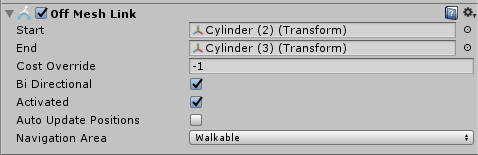 Off Mesh Link
Start Cylinder (2) (Transform)
End Cylinder (3) (Transform)
Cost Override -1
Bi Directional
Activated
Auto Update Positions
Navigation Area Walkable